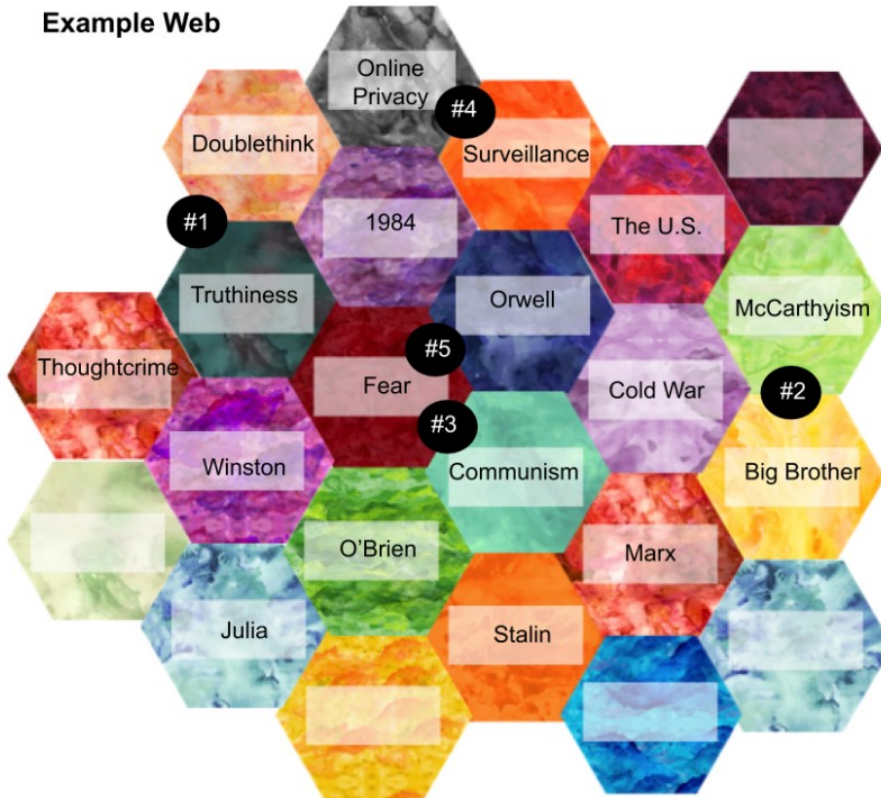 Example Web
Online
Privacy
#4
Doublethink
Surveillance
#1
1984
The U.S.
Truthiness
Orwell
McCarthyism
#5
Thoughtcrime
Fear
Cold War
#2
#3
Winston
Communism
Big Brother
O'Brien
Marx
Julia
Stalin